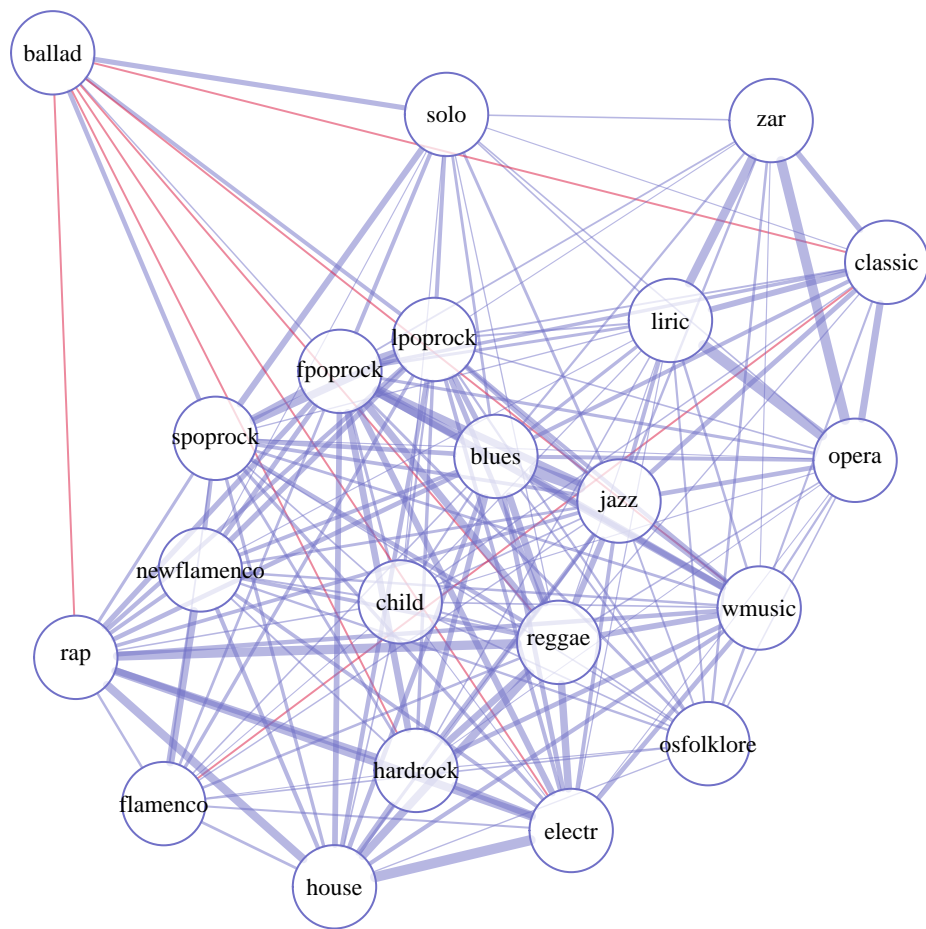 ballad
solo
zar
classic
liric
lpoprock
fpoprock
spoprock
blues
opera
jazz
newflamenco
child
wmusic
reggae
rap
osfolklore
hardrock
flamenco
electr
house